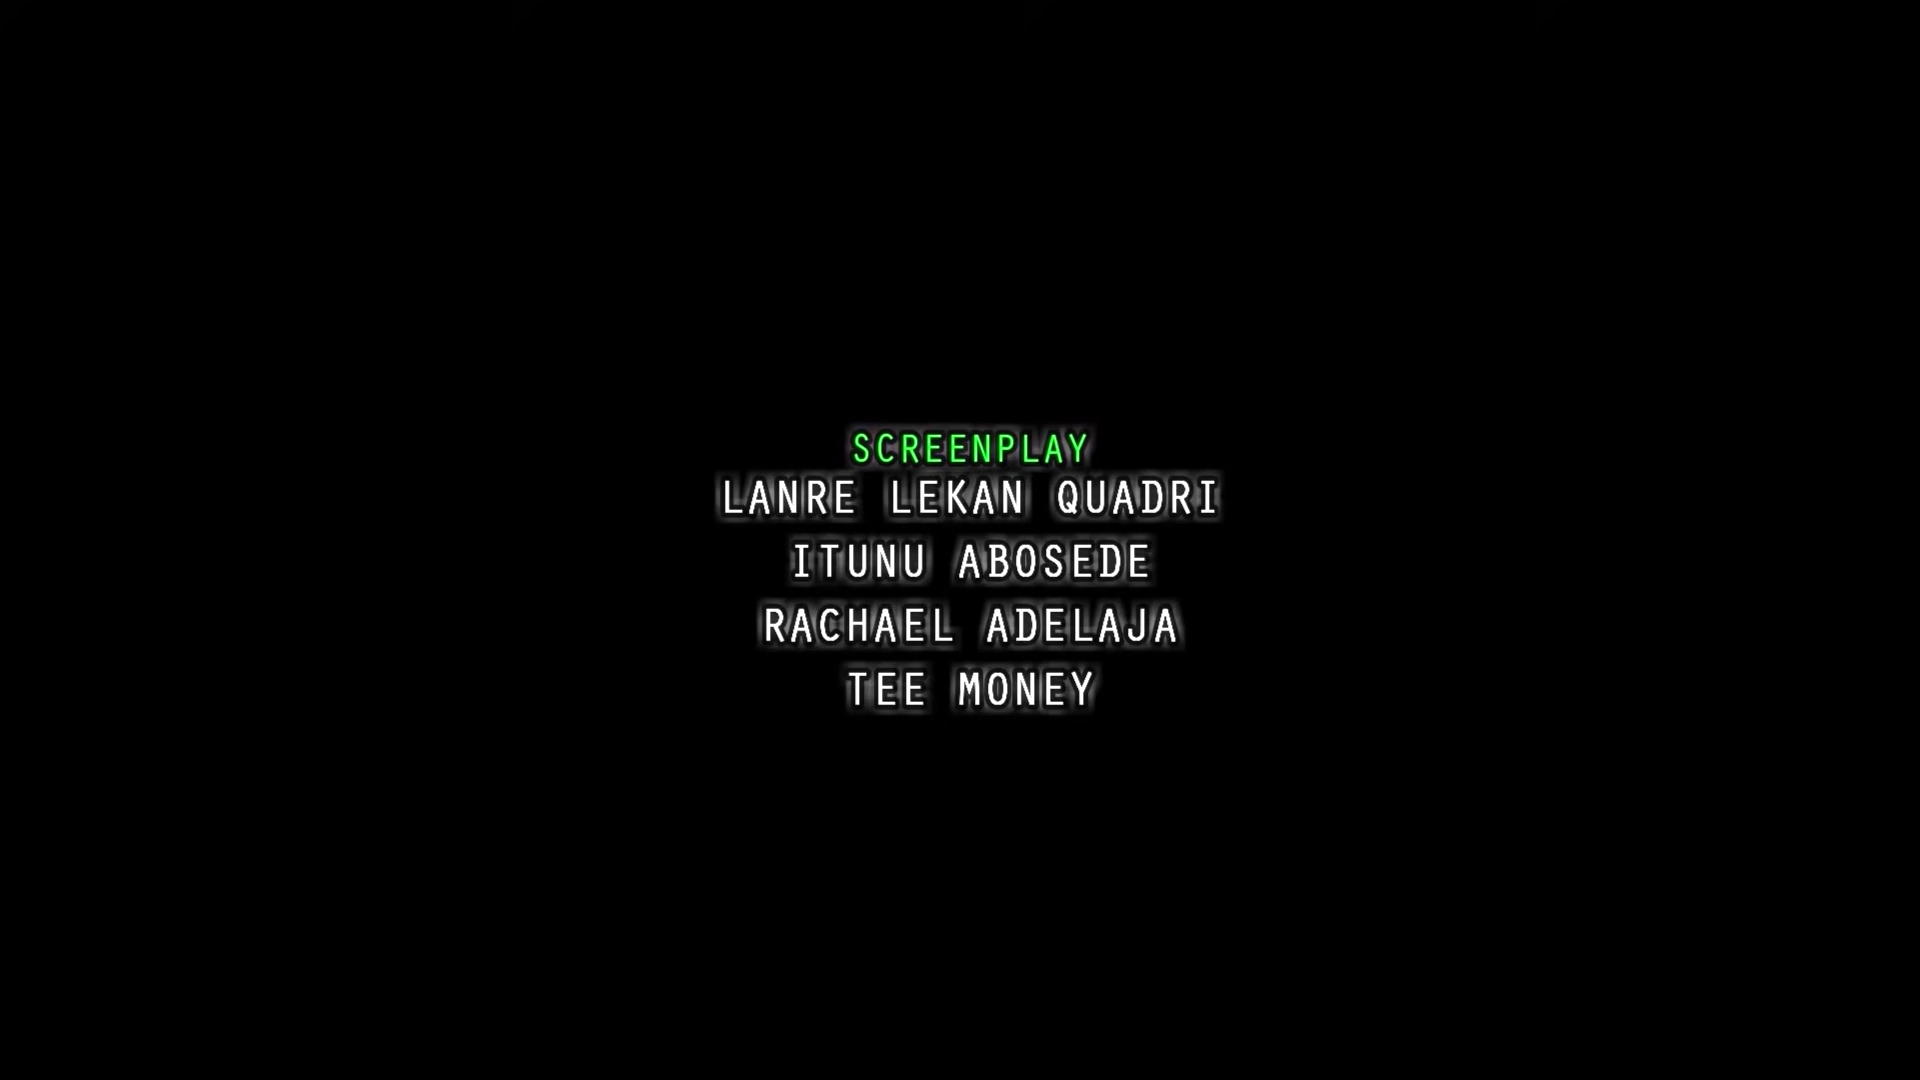 SCREENPLAY
LANRE LEKAN QUADRI
ITUNU ABOSEDE
RACHAEL ADELAJA
TEE MONEY